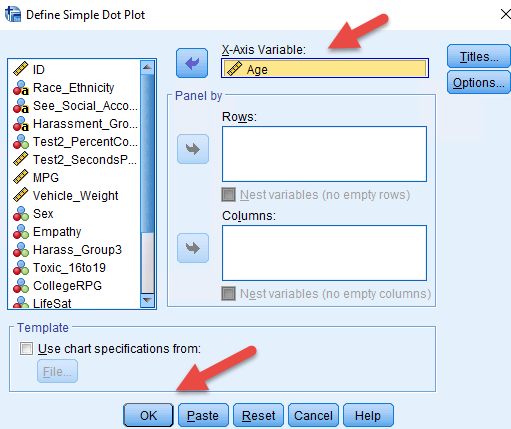 Define Simple Dot Plot
X-Axis Variable:
Age
Titles...
Options...
ID
Race_Ethnicity
See_Social_Acco...
Harassment_Gro...
Test2_PercentCo...
Test2_SecondsP...
MPG
Vehicle_Weight
Sex
Empathy
Harass_Group3
Toxic_16to19
CollegeRPG
LifeSat
Panel by
Rows:
Nest variables (no empty rows)
Columns:
Nest variables (no empty columns)
Template
Use chart specifications from:
File...
OK
Paste
Reset
Cancel
Help